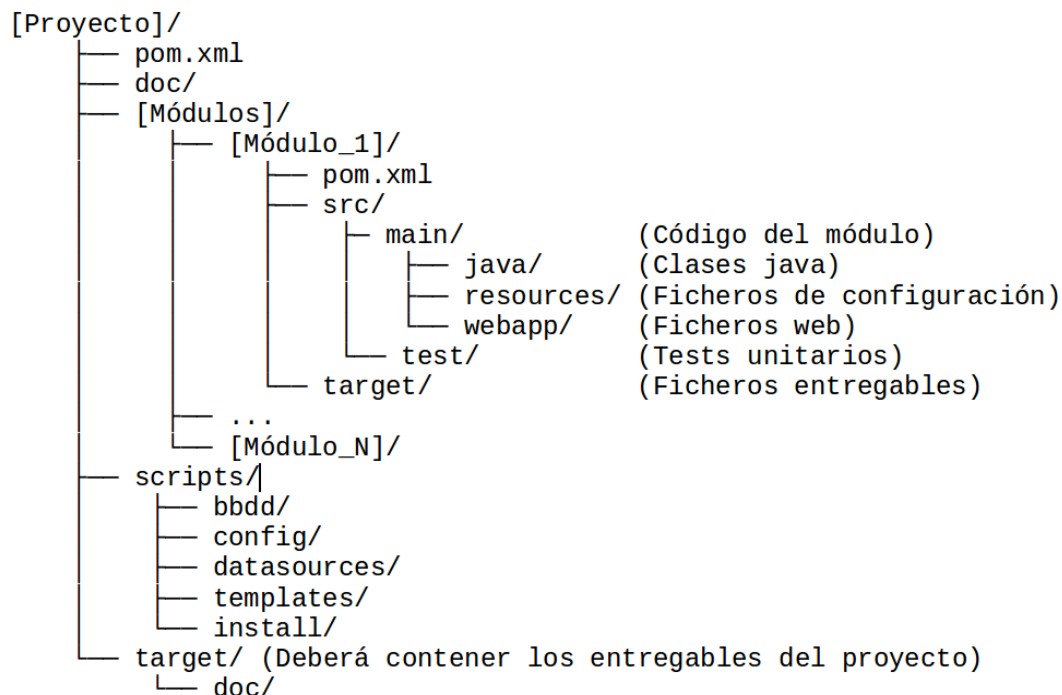 [Proyecto]/
├── pom.xml
├── doc/
├── [Módulos]/
│   ├── [Módulo_1]/
│   │   ├── pom.xml
│   │   ├── src/
│   │   │   ├─ main/ (Código del módulo)
│   │   │   │   ├── java/ (Clases java)
│   │   │   │   ├── resources/ (Ficheros de configuración)
│   │   │   │   └── webapp/ (Ficheros web)
│   │   │   └── test/ (Tests unitarios)
│   │   └── target/ (Ficheros entregables)
│   ├── ...
│   └── [Módulo_N]/
├── scripts/
│   ├── bbdd/
│   ├── config/
│   ├── datasources/
│   ├── templates/
│   └── install/
└── target/ (Deberá contener los entregables del proyecto)
    └── doc/